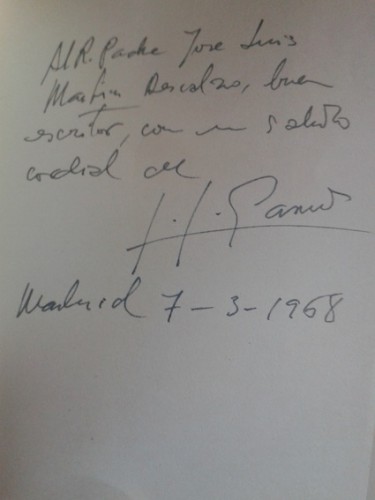 Al R. Padre Jose Luis
Martin Descalzo, buen
escritor, con un saludo
cordial de
Madrid 7-3-1968